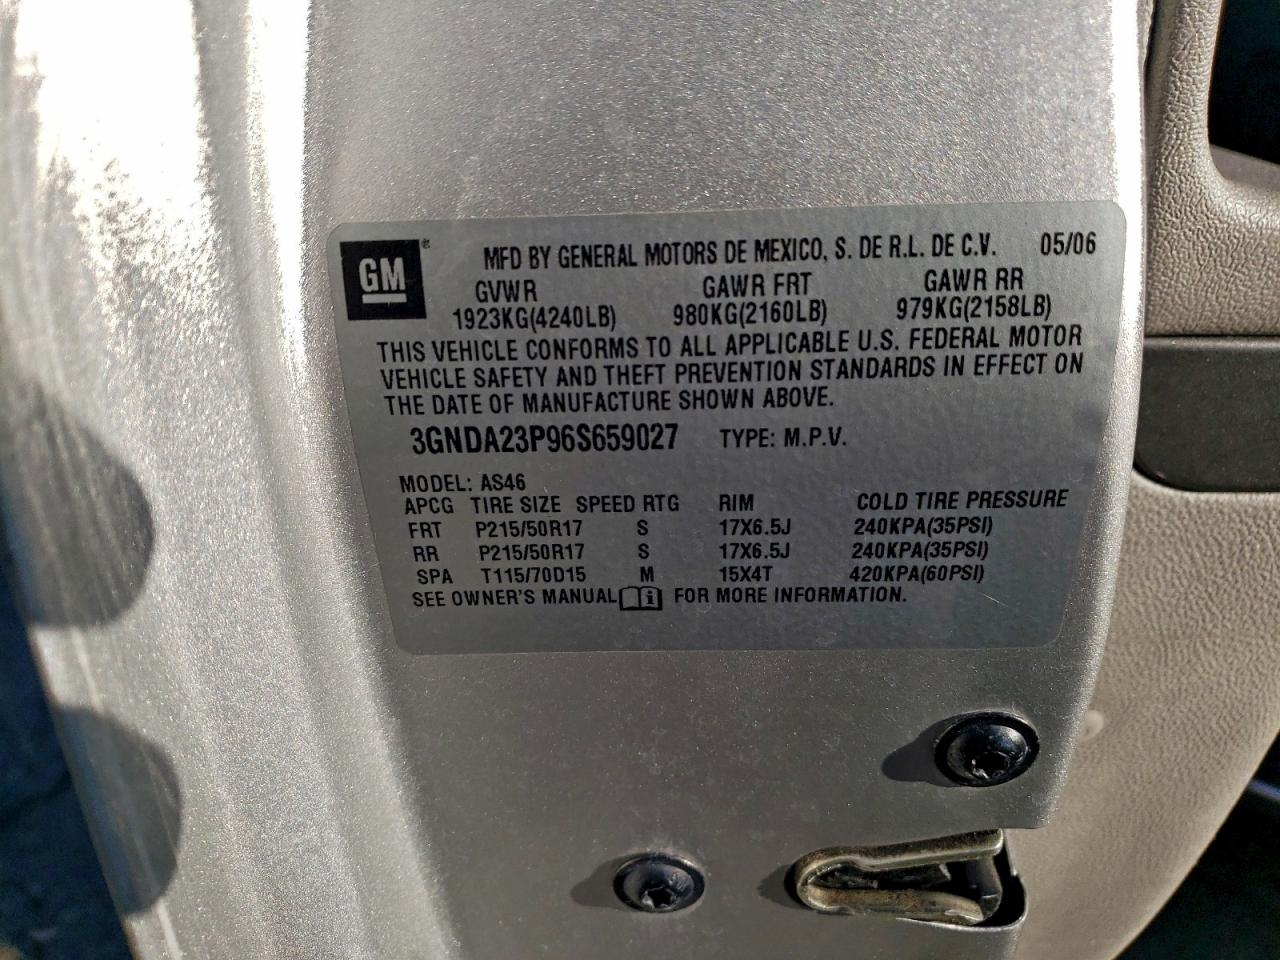 GM ® MFD BY GENERAL MOTORS DE MEXICO, S. DE R.L. DE C.V. 05/06
GVWR GAWR FRT GAWR RR
1923KG(4240LB) 980KG(2160LB) 979KG(2158LB)
THIS VEHICLE CONFORMS TO ALL APPLICABLE U.S. FEDERAL MOTOR
VEHICLE SAFETY AND THEFT PREVENTION STANDARDS IN EFFECT ON
THE DATE OF MANUFACTURE SHOWN ABOVE.
3GNDA23P96S659027 TYPE: M.P.V.
MODEL: AS46
APCG TIRE SIZE SPEED RTG RIM COLD TIRE PRESSURE
FRT P215/50R17 S 17X6.5J 240KPA(35PSI)
RR P215/50R17 S 17X6.5J 240KPA(35PSI)
SPA T115/70D15 M 15X4T 420KPA(60PSI)
SEE OWNER'S MANUAL i FOR MORE INFORMATION.